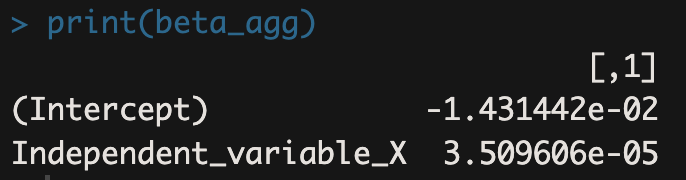 > print(beta_agg)
[,1]
(Intercept) -1.431442e-02
Independent_variable_X 3.509606e-05